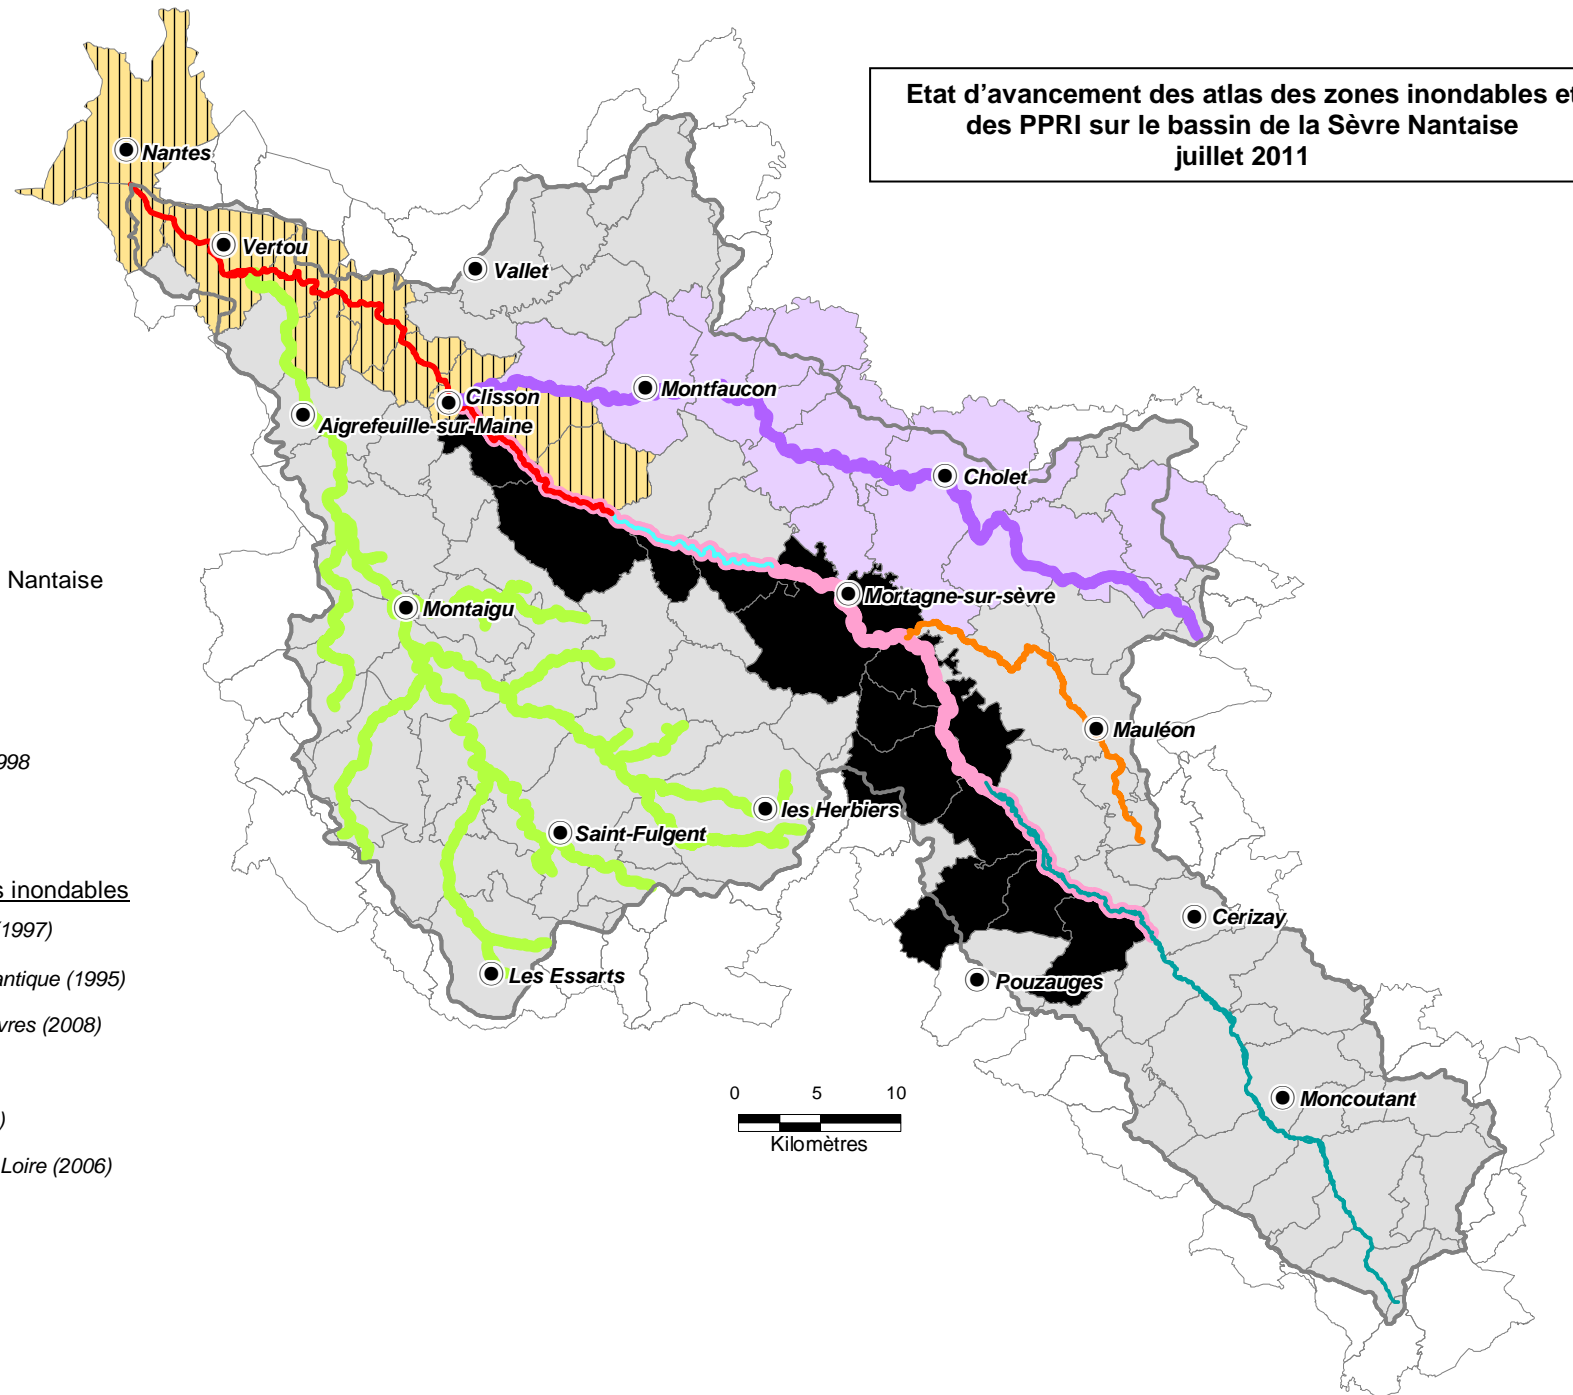 Etat d'avancement des atlas des zones inondables et
des PPRI sur le bassin de la Sèvre Nantaise
juillet 2011
Nantes
Vertou
Vallet
Clisson
Montfaucon
Aigrefeuille-sur-Maine
Cholet
Nantaise
Montaigu
Mortagne-sur-sèvre
Mauléon
998
les Herbiers
Saint-Fulgent
s inondables
(1997)
Cerizay
antique (1995)
Les Essarts
Pouzauges
vres (2008)
0 5 10
Kilomètres
Moncoutant
)
Loire (2006)